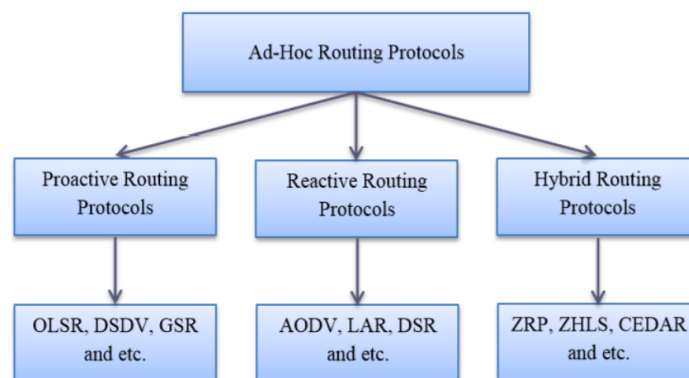 Ad-Hoc Routing Protocols
Proactive Routing
Protocols
Reactive Routing
Protocols
Hybrid Routing
Protocols
OLSR, DSDV, GSR
and etc.
AODV, LAR, DSR
and etc.
ZRP, ZHLS, CEDAR
and etc.